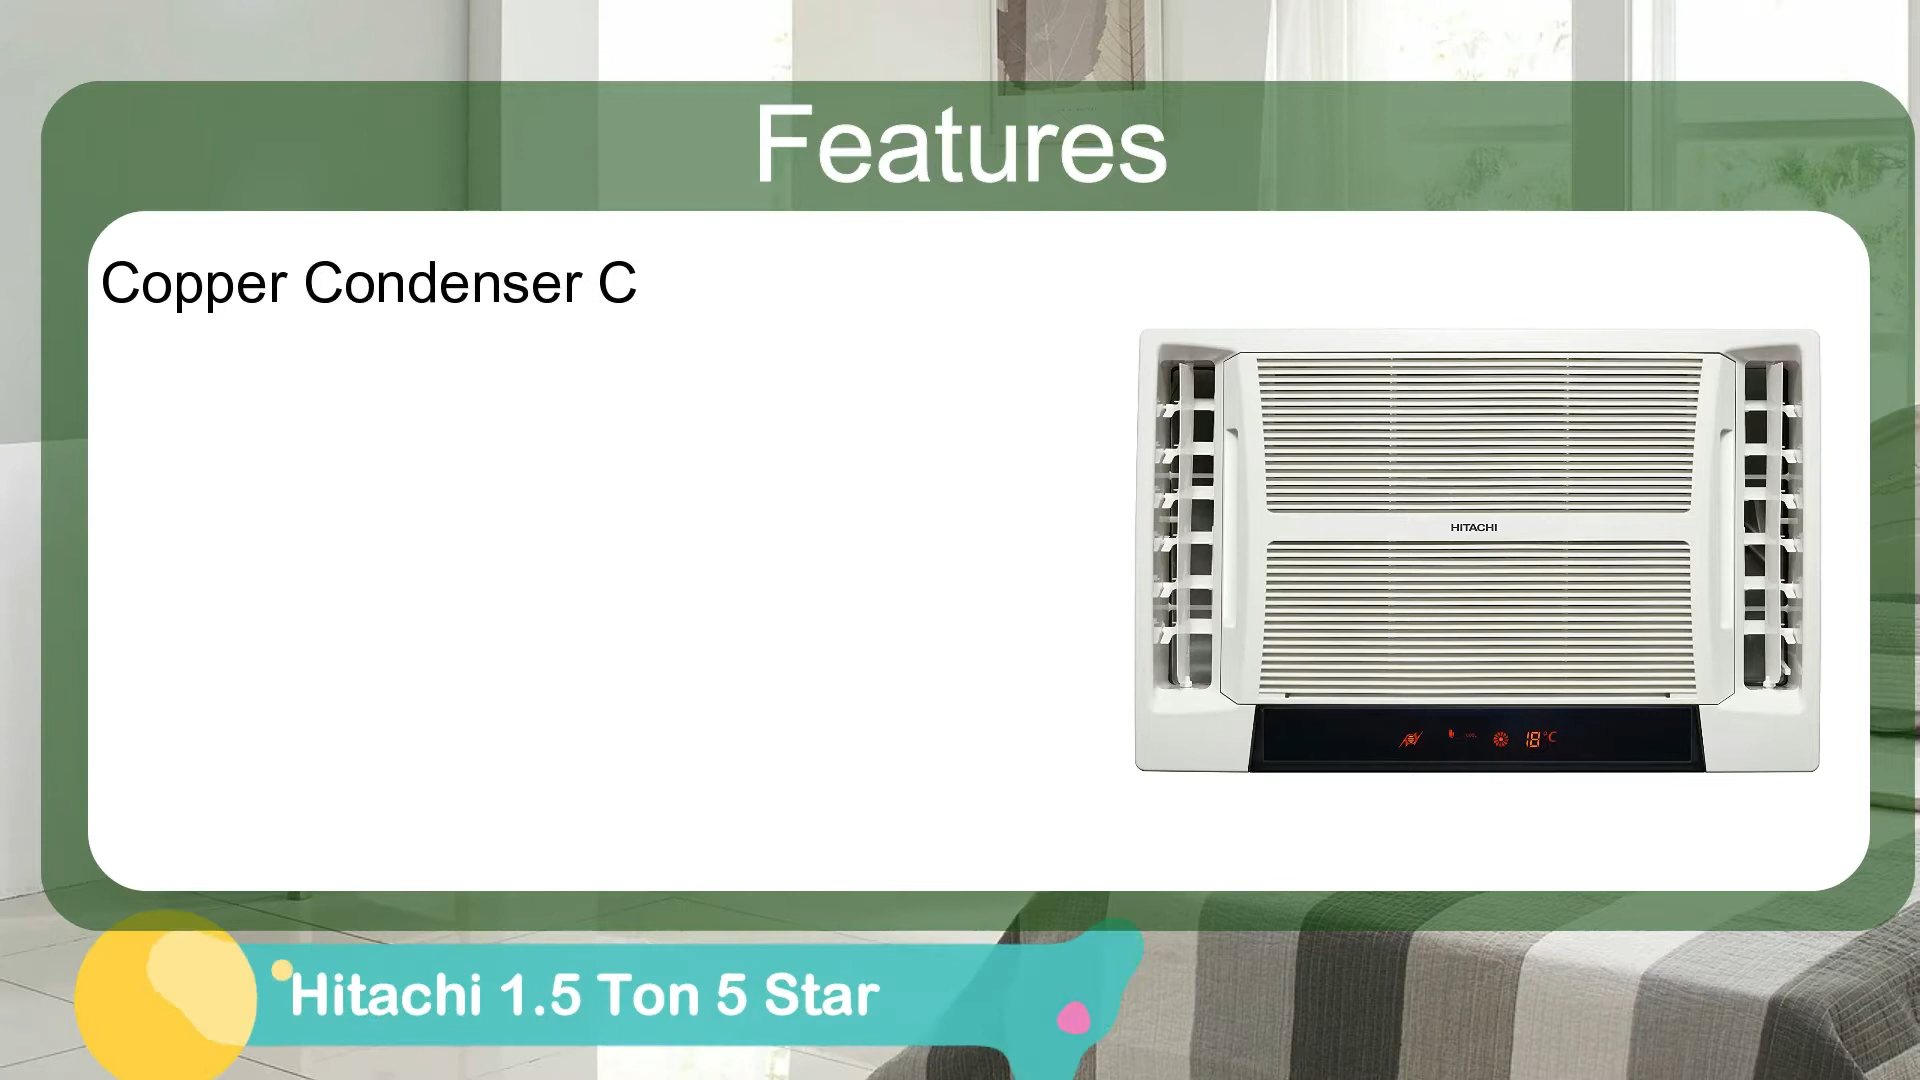 Features
Copper Condenser C
HITACHI
18°C
Hitachi 1.5 Ton 5 Star